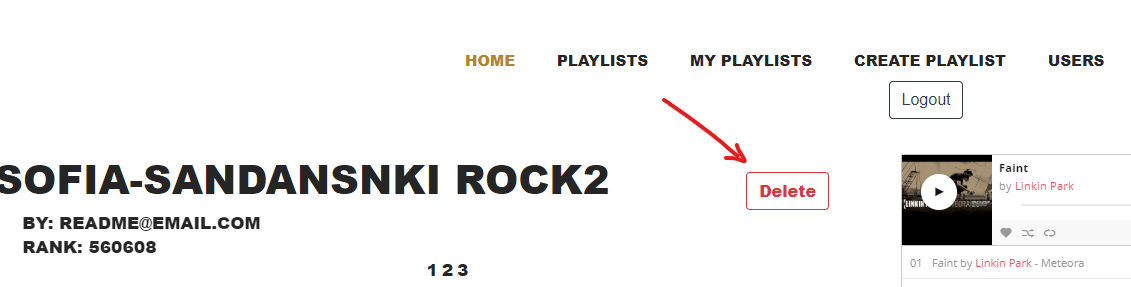 HOME PLAYLISTS MY PLAYLISTS CREATE PLAYLIST USERS
Logout
SOFIA-SANDANSNKI ROCK2
Delete
BY: README@EMAIL.COM
RANK: 560608
1 2 3
Faint
by Linkin Park
01 Faint by Linkin Park - Meteora